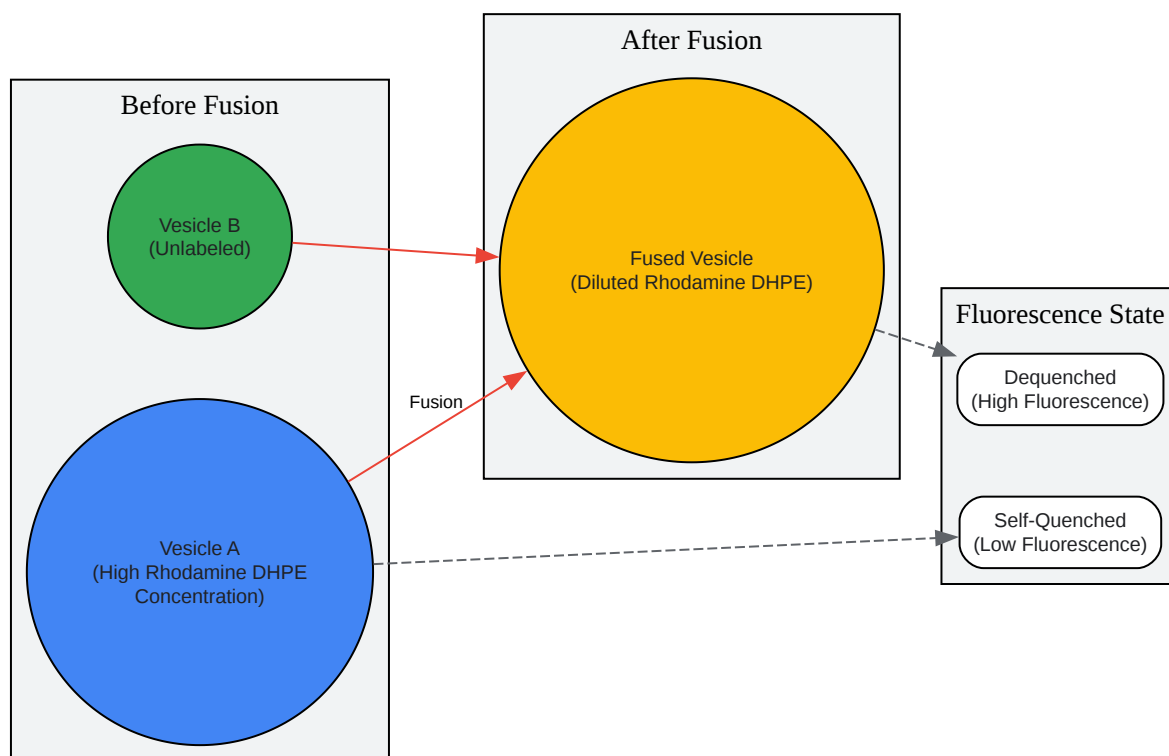 Before Fusion
Vesicle B
(Unlabeled)
Vesicle A
(High Rhodamine DHPE
Concentration)
Fusion
After Fusion
Fused Vesicle
(Diluted Rhodamine DHPE)
Fluorescence State
Dequenched
(High Fluorescence)
Self-Quenched
(Low Fluorescence)